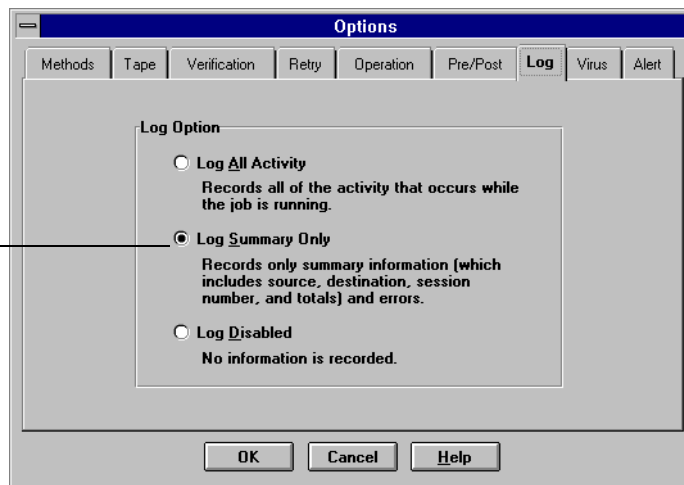 Options
Methods Tape Verification Retry Operation Pre/Post Log Virus Alert
Log Option
Log All Activity
Records all of the activity that occurs while
the job is running.
Log Summary Only
Records only summary information (which
includes source, destination, session
number, and totals) and errors.
Log Disabled
No information is recorded.
OK Cancel Help